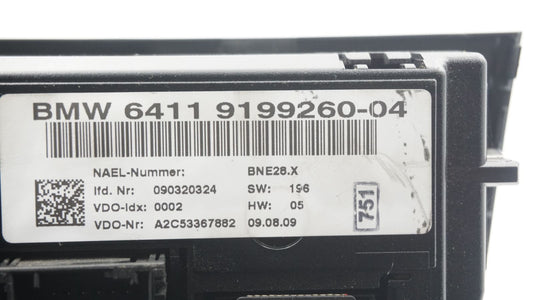 BMW 6411 9199260-04
NAEL-Nummer: BNE28.X
lfd. Nr: 090320324 SW: 196
VDO-Idx: 0002 HW: 05
VDO-Nr: A2C53367882 09.08.09
751